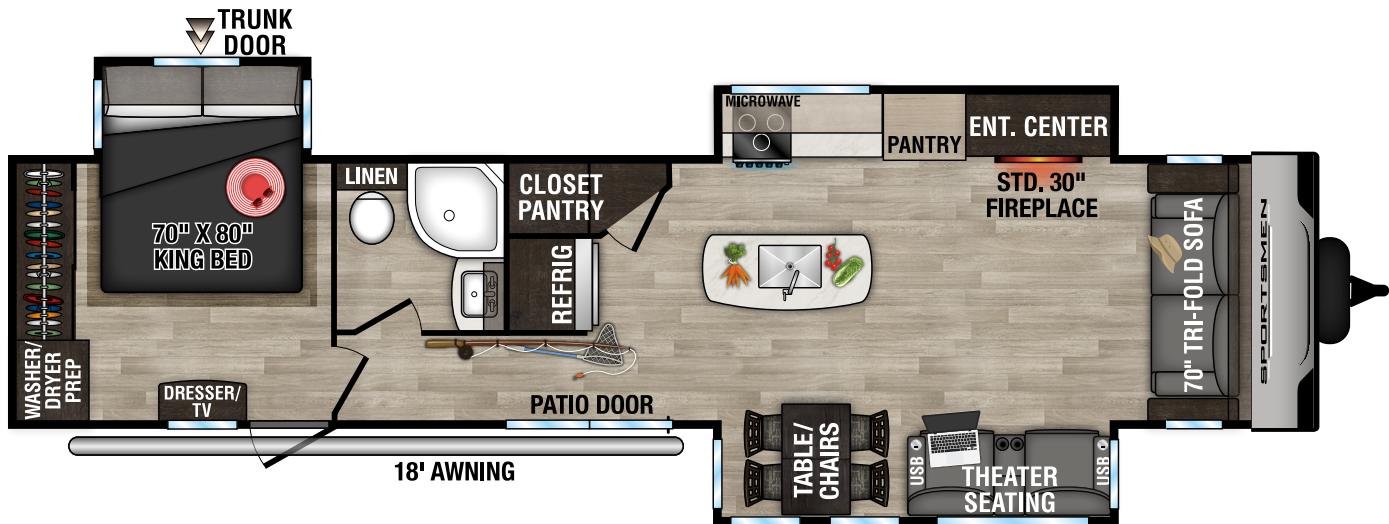 TRUNK
DOOR
MICROWAVE
PANTRY
ENT. CENTER
STD. 30"
FIREPLACE
LINEN
CLOSET
PANTRY
70" X 80"
KING BED
REFRIG
70" TRI-FOLD SOFA
SPORTSMEN
WASHER/
DRYER
PREP
DRESSER/
TV
PATIO DOOR
18' AWNING
TABLE/
CHAIRS
USB
THEATER
SEATING
USB